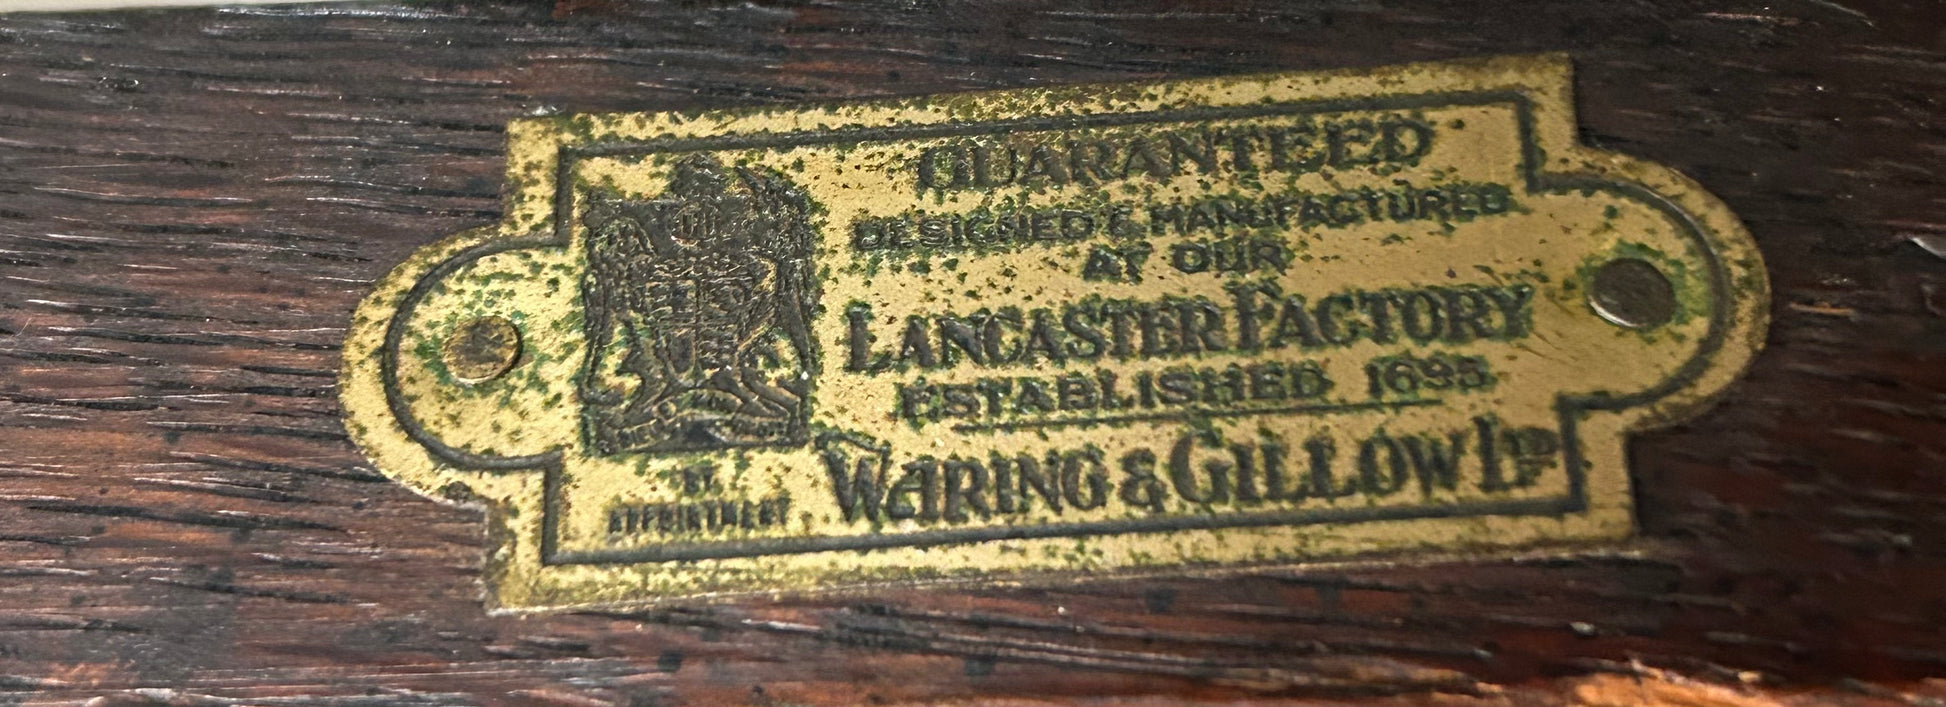 GUARANTEED
DESIGNED & MANUFACTURED
AT OUR
LANCASTER FACTORY
ESTABLISHED 1695
WARING & GILLOW LTD
BY
APPOINTMENT